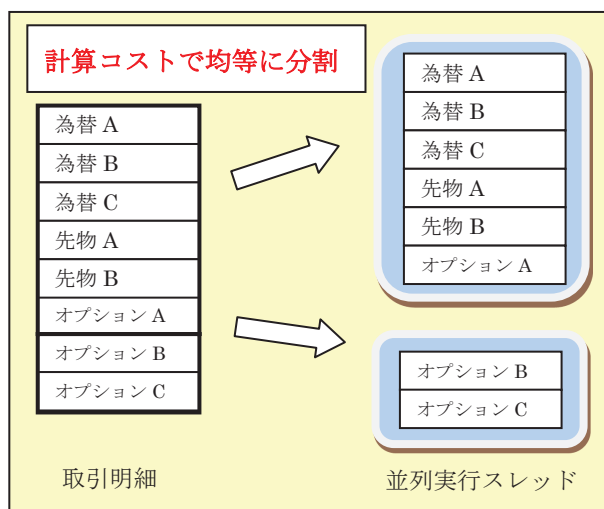 計算コストで均等に分割
為替 A
為替 B
為替 C
先物 A
先物 B
オプション A
オプション B
オプション C
取引明細
為替 A
為替 B
為替 C
先物 A
先物 B
オプション A
オプション B
オプション C
並列実行スレッド